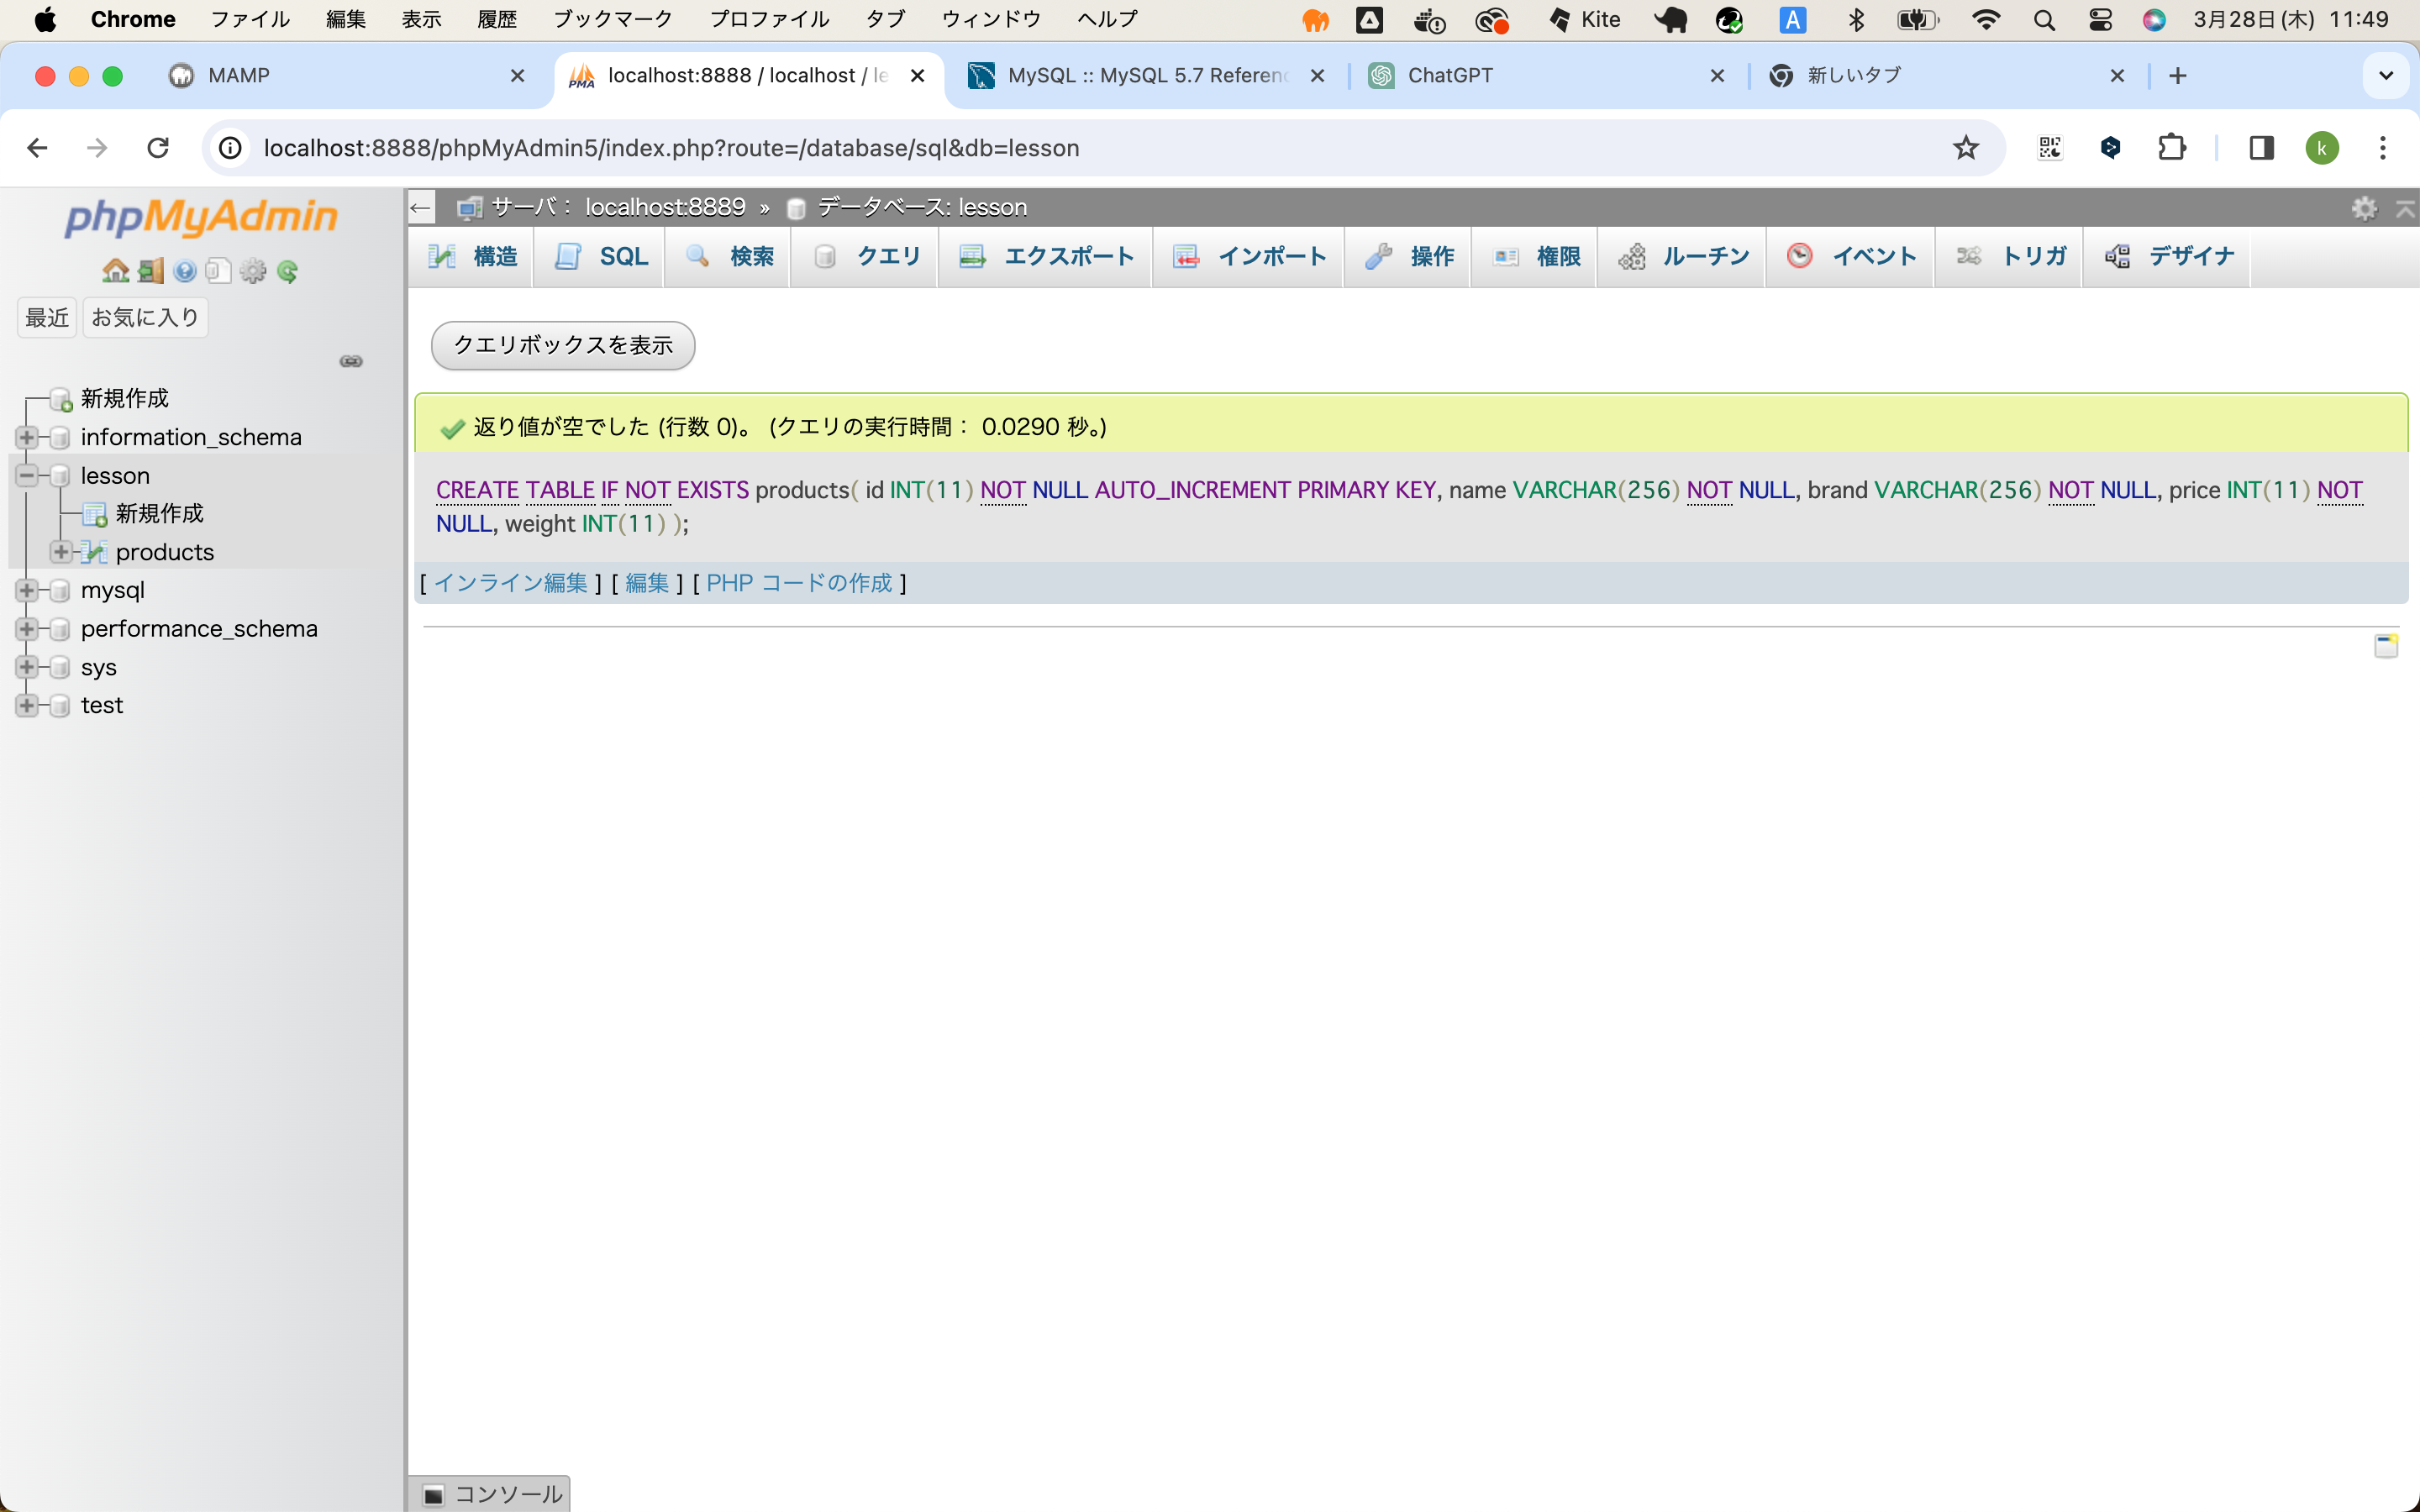 Chrome ファイル 編集 表示 履歴 ブックマーク プロファイル タブ ウィンドウ ヘルプ Kite A 3月28日(木) 11:49
MAMP localhost:8888 / localhost / le MySQL :: MySQL 5.7 Referenc ChatGPT 新しいタブ
localhost:8888/phpMyAdmin5/index.php?route=/database/sql&db=lesson k
phpMyAdmin
最近 お気に入り
新規作成
information_schema
lesson
新規作成
products
mysql
performance_schema
sys
test
サーバ: localhost:8889 » データベース: lesson
構造 SQL 検索 クエリ エクスポート インポート 操作 権限 ルーチン イベント トリガ デザイナ
クエリボックスを表示
返り値が空でした (行数 0)。 (クエリの実行時間: 0.0290 秒。)
CREATE TABLE IF NOT EXISTS products( id INT(11) NOT NULL AUTO_INCREMENT PRIMARY KEY, name VARCHAR(256) NOT NULL, brand VARCHAR(256) NOT NULL, price INT(11) NOT
NULL, weight INT(11) );
[ インライン編集 ] [ 編集 ] [ PHP コードの作成 ]
コンソール